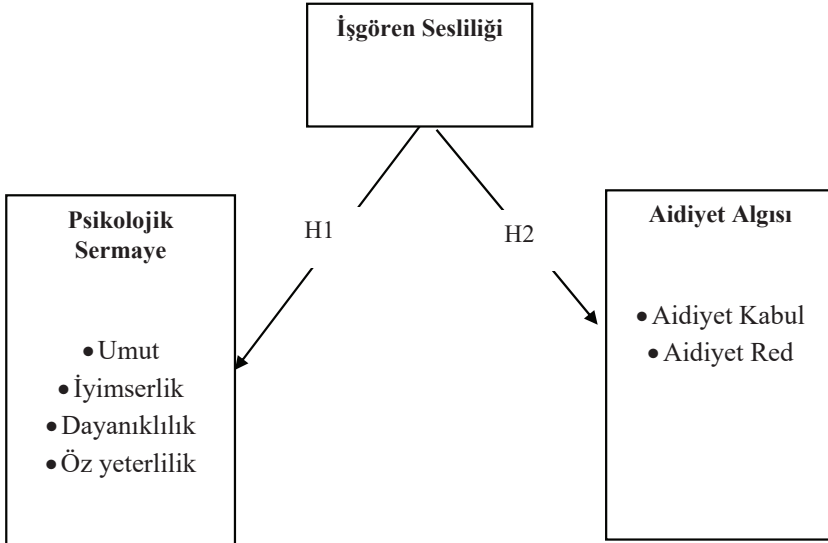 İşgören Sesliliği
Psikolojik
Sermaye
• Umut
• İyimserlik
• Dayanıklılık
• Öz yeterlilik
H1
H2
Aidiyet Algısı
• Aidiyet Kabul
• Aidiyet Red